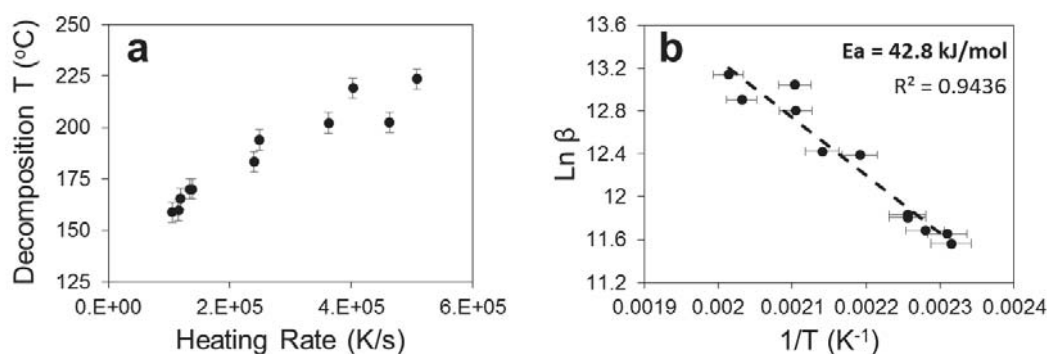 a
Decomposition T (ºC)
250
225
200
175
150
125
0.E+00
2.E+05
4.E+05
6.E+05
Heating Rate (K/s)
b
Ea = 42.8 kJ/mol
R² = 0.9436
Ln β
13.6
13.2
12.8
12.4
12
11.6
11.2
0.0019
0.002
0.0021
0.0022
0.0023
0.0024
1/T (K⁻¹)